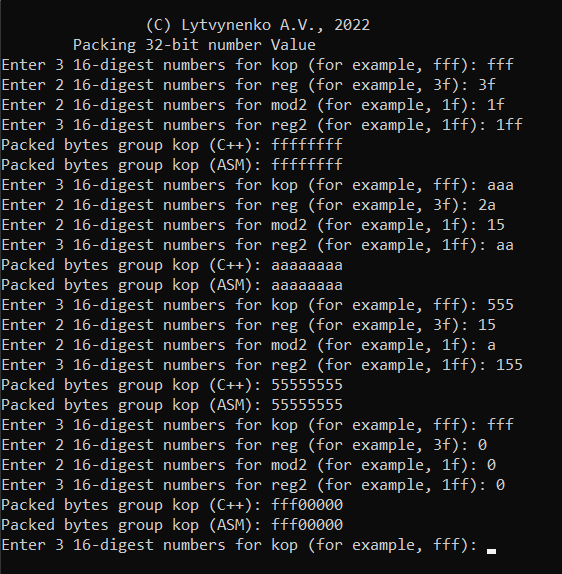 (C) Lytvynenko A.V., 2022
Packing 32-bit number Value
Enter 3 16-digest numbers for kop (for example, fff): fff
Enter 2 16-digest numbers for reg (for example, 3f): 3f
Enter 2 16-digest numbers for mod2 (for example, 1f): 1f
Enter 3 16-digest numbers for reg2 (for example, 1ff): 1ff
Packed bytes group kop (C++): ffffffff
Packed bytes group kop (ASM): ffffffff
Enter 3 16-digest numbers for kop (for example, fff): aaa
Enter 2 16-digest numbers for reg (for example, 3f): 2a
Enter 2 16-digest numbers for mod2 (for example, 1f): 15
Enter 3 16-digest numbers for reg2 (for example, 1ff): aa
Packed bytes group kop (C++): aaaaaaaa
Packed bytes group kop (ASM): aaaaaaaa
Enter 3 16-digest numbers for kop (for example, fff): 555
Enter 2 16-digest numbers for reg (for example, 3f): 15
Enter 2 16-digest numbers for mod2 (for example, 1f): a
Enter 3 16-digest numbers for reg2 (for example, 1ff): 155
Packed bytes group kop (C++): 55555555
Packed bytes group kop (ASM): 55555555
Enter 3 16-digest numbers for kop (for example, fff): fff
Enter 2 16-digest numbers for reg (for example, 3f): 0
Enter 2 16-digest numbers for mod2 (for example, 1f): 0
Enter 3 16-digest numbers for reg2 (for example, 1ff): 0
Packed bytes group kop (C++): fff00000
Packed bytes group kop (ASM): fff00000
Enter 3 16-digest numbers for kop (for example, fff):